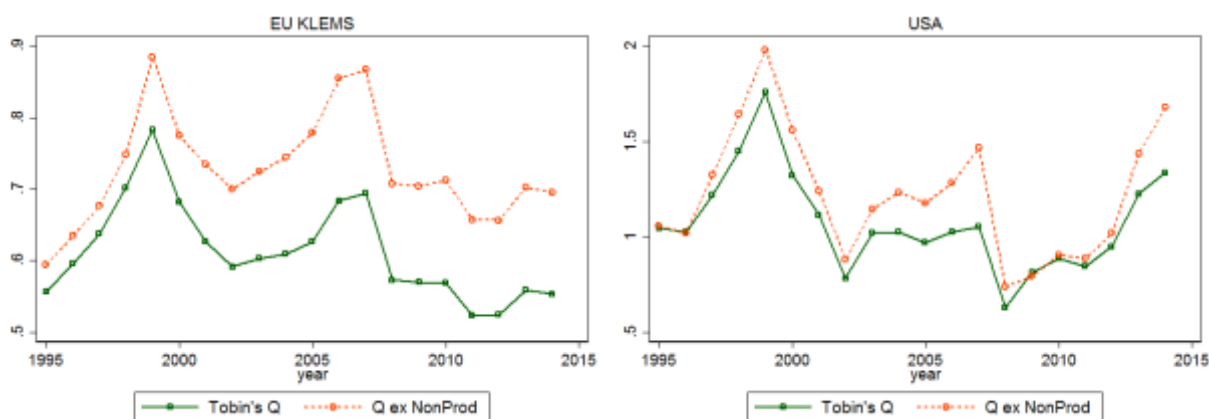 EU KLEMS
.9
.8
.7
.6
.5
1995 2000 2005 2010 2015
year
Tobin's Q Q ex NonProd
USA
2
1.5
1
.5
1995 2000 2005 2010 2015
year
Tobin's Q Q ex NonProd